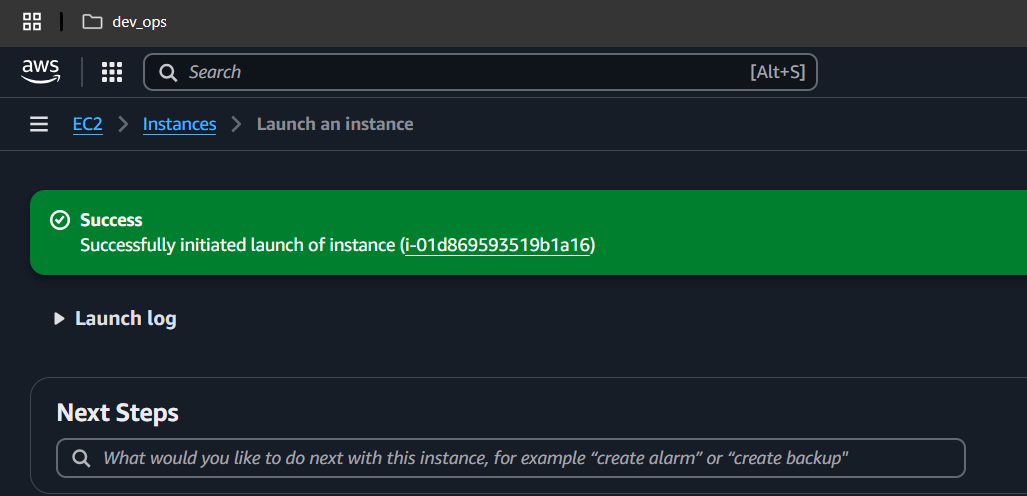 dev_ops
aws
Search [Alt+S]
EC2 Instances Launch an instance
Success
Successfully initiated launch of instance (i-01d869593519b1a16)
Launch log
Next Steps
What would you like to do next with this instance, for example “create alarm” or “create backup"